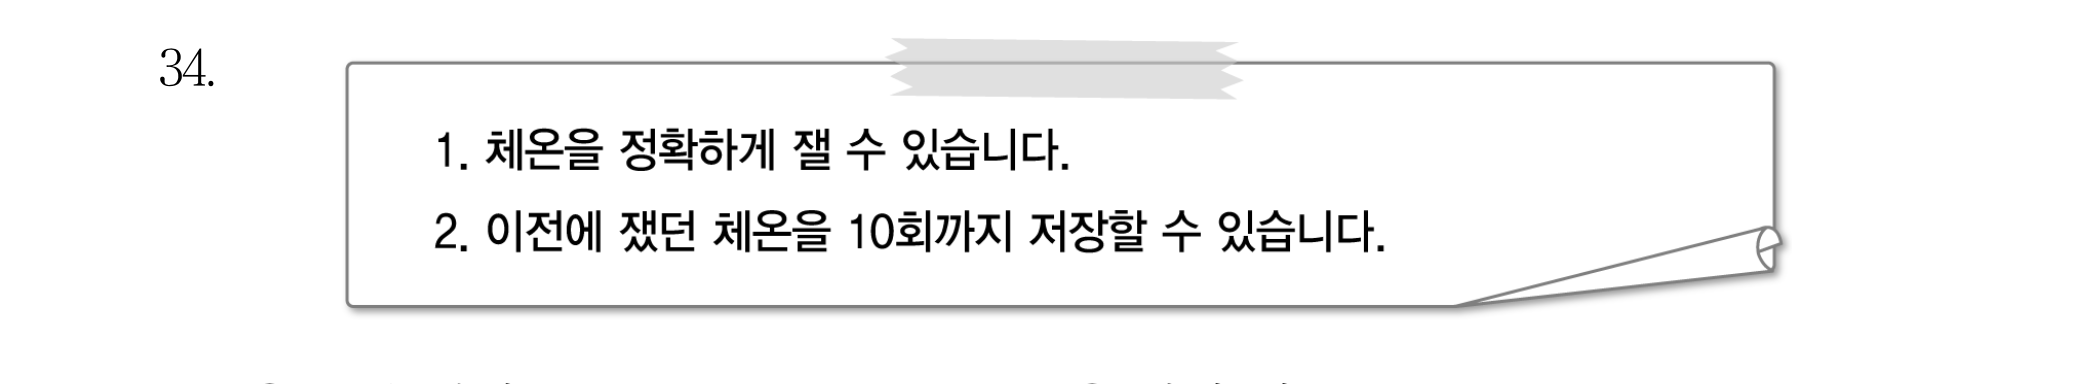 34.
1. 체온을 정확하게 잴 수 있습니다.
2. 이전에 쟀던 체온을 10회까지 저장할 수 있습니다.